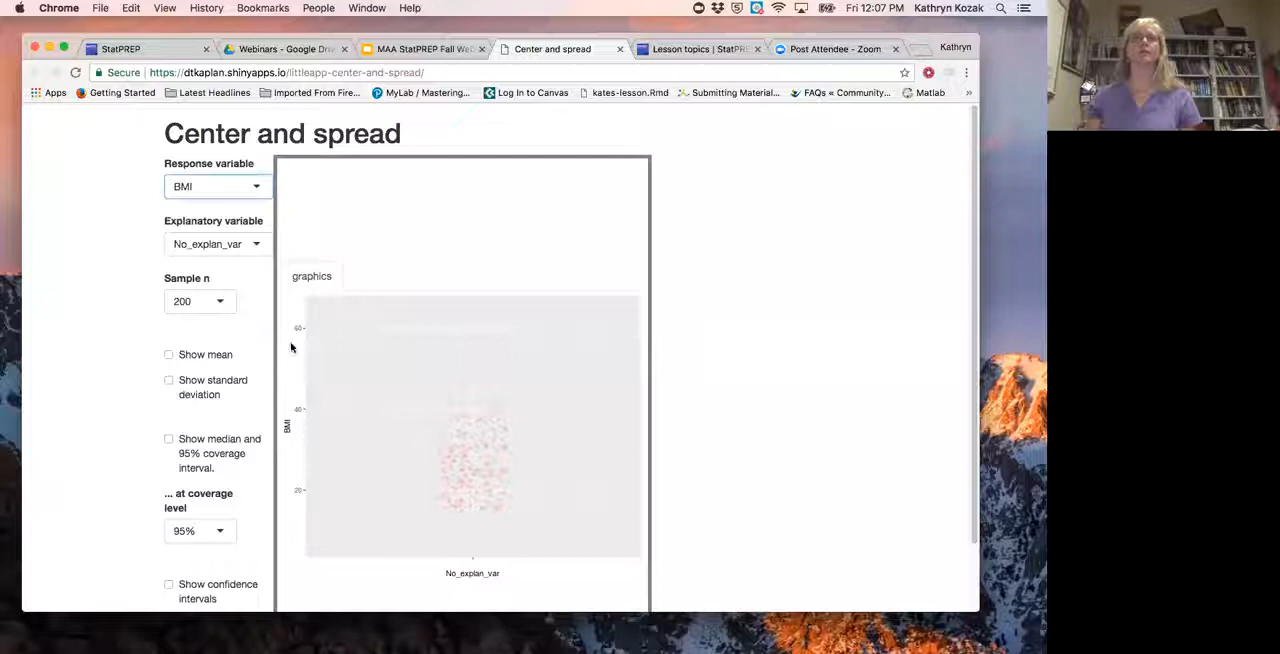 Chrome File Edit View History Bookmarks People Window Help Fri 12:07 PM Kathryn Kozak
StatPREP Webinars - Google Dri MAA StatPREP Fall Web Center and spread Lesson topics | StatPR Post Attendee - Zoom Kathryn
Secure https://dtkaplan.shinyapps.io/littleapp-center-and-spread/
Apps Getting Started Latest Headlines Imported From Fire... MyLab / Mastering... Log In to Canvas kates-lesson.Rmd Submitting Material... FAQs « Community... Matlab »
Center and spread
Response variable
BMI
Explanatory variable
No_explan_var
Sample n
200
Show mean
Show standard
deviation
Show median and
95% coverage
interval.
... at coverage
level
95%
Show confidence
intervals
graphics
60
40
20
BMI
No_explan_var